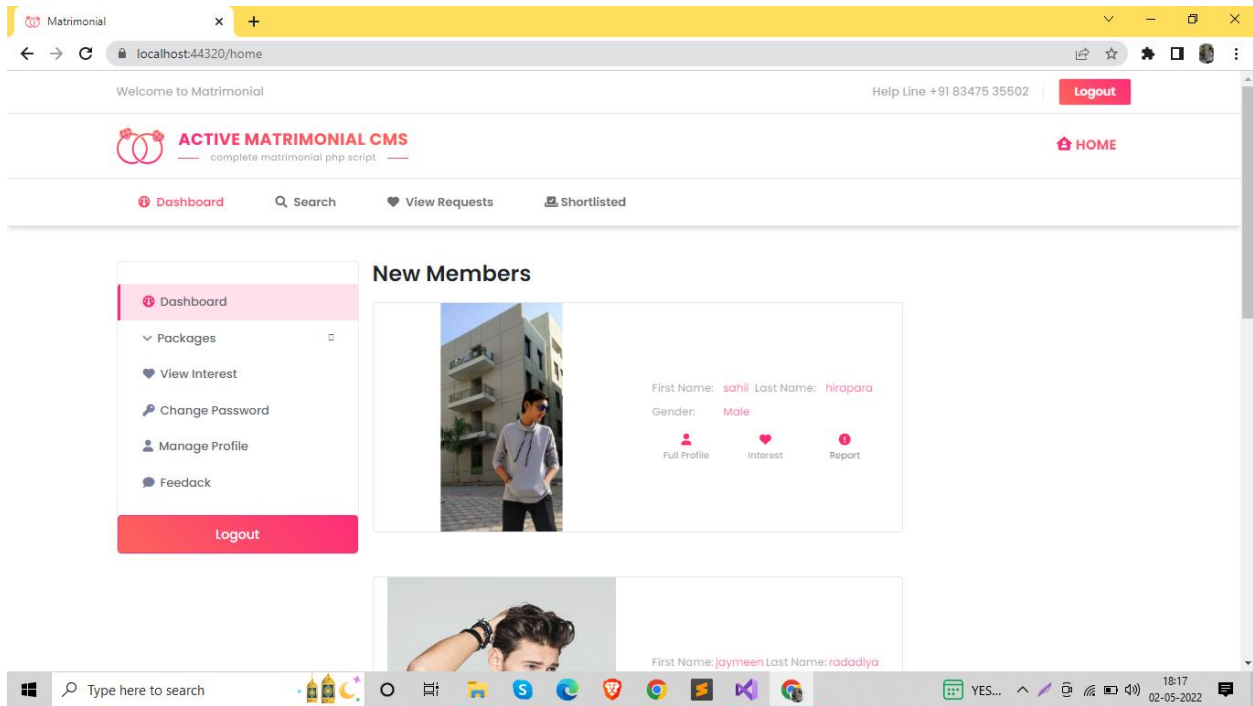 Matrimonial
localhost:44320/home
Welcome to Matrimonial
Help Line +91 83475 35502
Logout
ACTIVE MATRIMONIAL CMS
complete matrimonial php script
HOME
Dashboard Search View Requests Shortlisted
Dashboard
Packages
View Interest
Change Password
Manage Profile
Feedack
Logout
New Members
First Name: sahil Last Name: hirapara
Gender: Male
Full Profile Interest Report
First Name: jaymeen Last Name: radadiya
Type here to search
YES...
18:17
02-05-2022